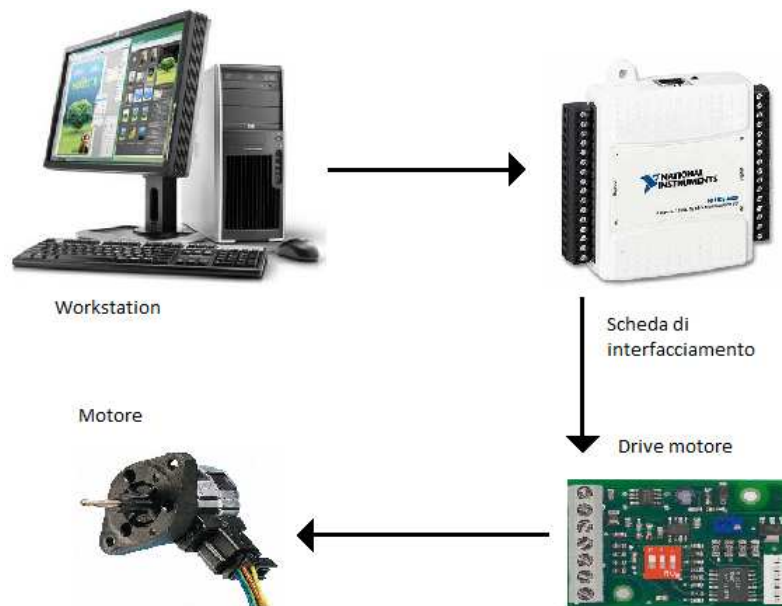 Workstation
NATIONAL
INSTRUMENTS
Scheda di
interfacciamento
Motore
Drive motore